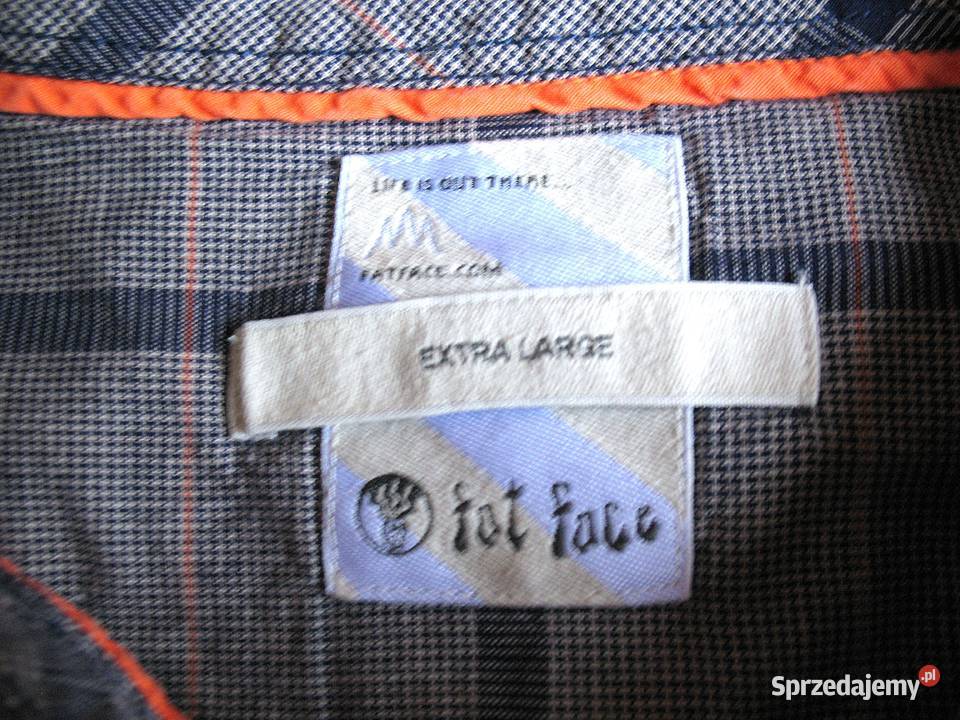 LIFE IS OUT THERE...
FATFACE.COM
EXTRA LARGE
fat face
Sprzedajemy.pl